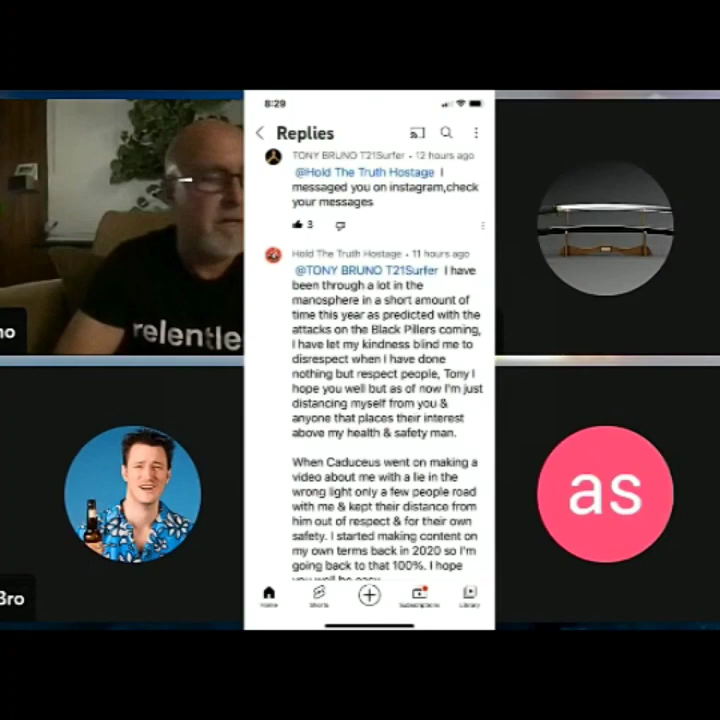 8:29
Replies
TONY BRUNO T21Surfer • 12 hours ago
@Hold The Truth Hostage I
messaged you on instagram,check
your messages
3
Hold The Truth Hostage • 11 hours ago
@TONY BRUNO T21Surfer I have
been through a lot in the
manosphere in a short amount of
time this year as predicted with the
attacks on the Black Pillers coming,
I have let my kindness blind me to
disrespect when I have done
nothing but respect people, Tony I
hope you well but as of now I'm just
distancing myself from you &
anyone that places their interest
above my health & safety man.
When Caduceus went on making a
video about me with a lie in the
wrong light only a few people road
with me & kept their distance from
him out of respect & for their own
safety. I started making content on
my own terms back in 2020 so I'm
going back to that 100%. I hope
you well be easy
Home
Shorts
Subscriptions
Library
relentle
no
Bro
as